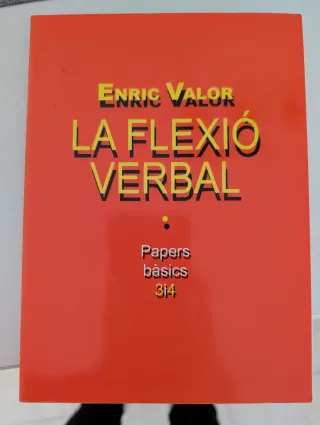 ENRIC VALOR
LA FLEXIÓ
VERBAL
Papers
bàsics
3i4